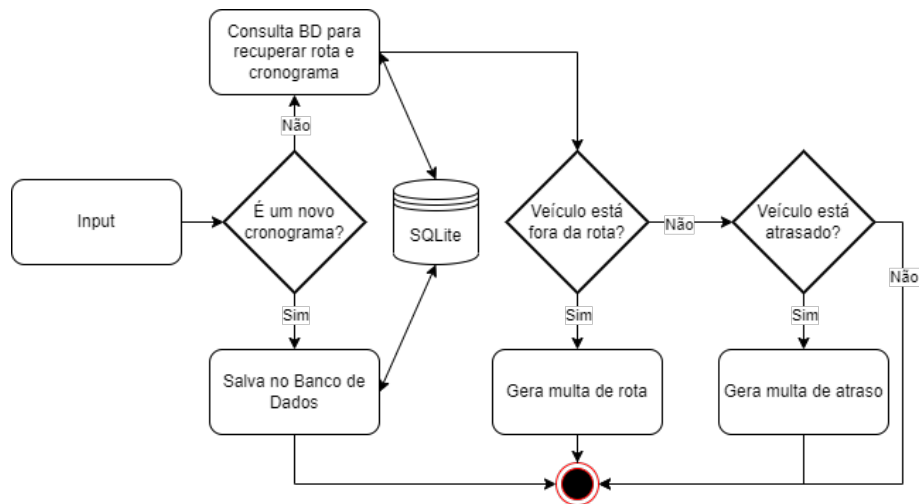 Consulta BD para
recuperar rota e
cronograma
Não
Input
É um novo
cronograma?
SQLite
Veículo está
fora da rota?
Não
Veículo está
atrasado?
Não
Sim
Sim
Sim
Salva no Banco de
Dados
Gera multa de rota
Gera multa de atraso